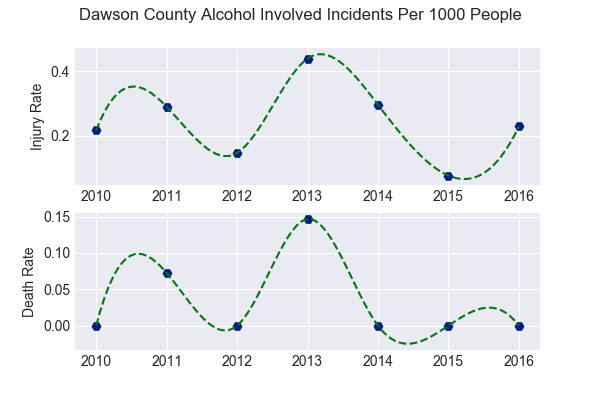 Dawson County Alcohol Involved Incidents Per 1000 People
Injury Rate
0.4
0.2
2010 2011 2012 2013 2014 2015 2016
Death Rate
0.15
0.10
0.05
0.00
2010 2011 2012 2013 2014 2015 2016